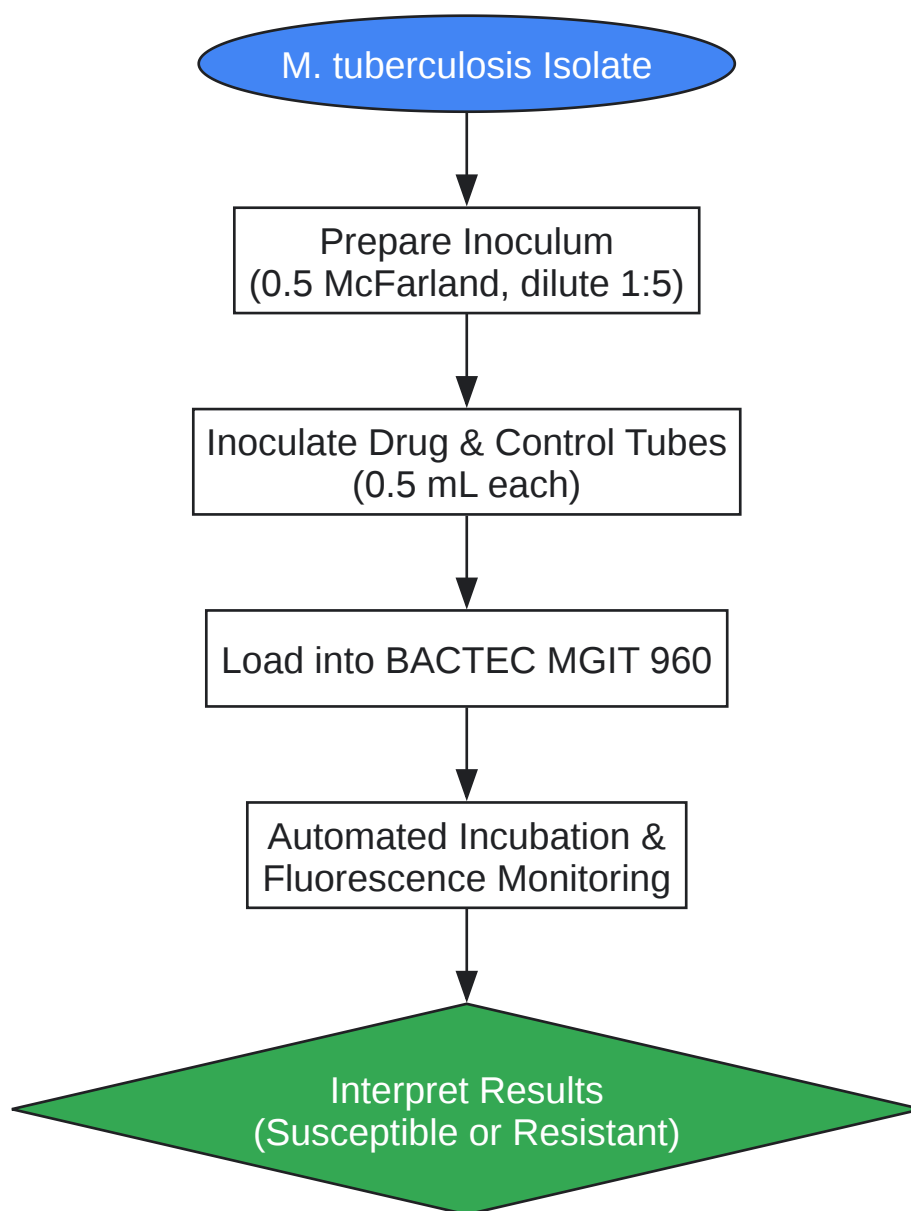 M. tuberculosis Isolate
Prepare Inoculum
(0.5 McFarland, dilute 1:5)
Inoculate Drug & Control Tubes
(0.5 mL each)
Load into BACTEC MGIT 960
Automated Incubation &
Fluorescence Monitoring
Interpret Results
(Susceptible or Resistant)